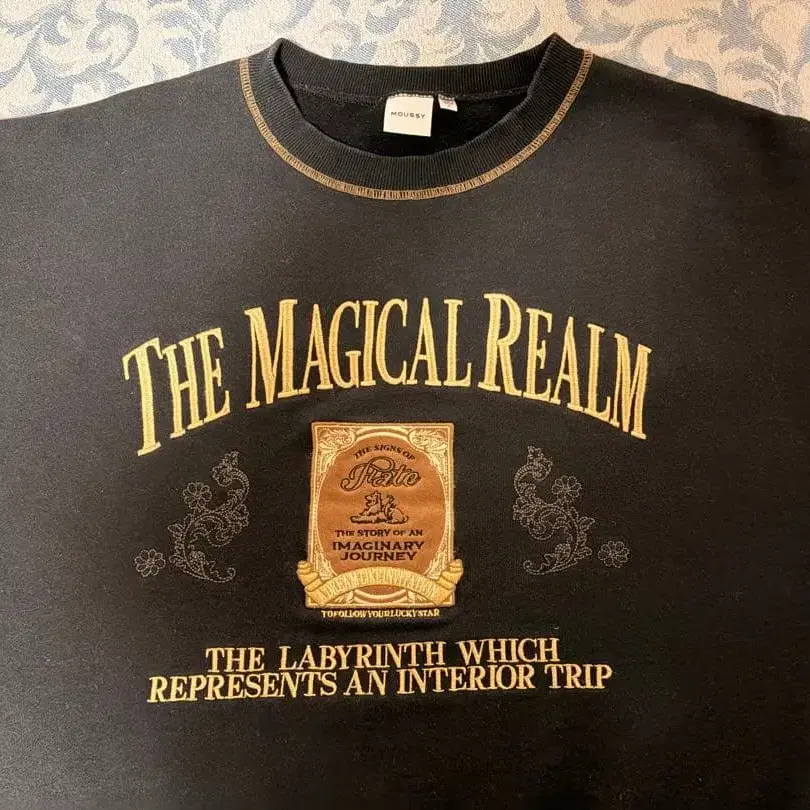 MOUSSY
THE MAGICAL REALM
THE SIGNS OF
Fate
THE STORY OF AN
IMAGINARY
JOURNEY
TO FOLLOW YOUR LUCKY STAR
THE LABYRINTH WHICH
REPRESENTS AN INTERIOR TRIP